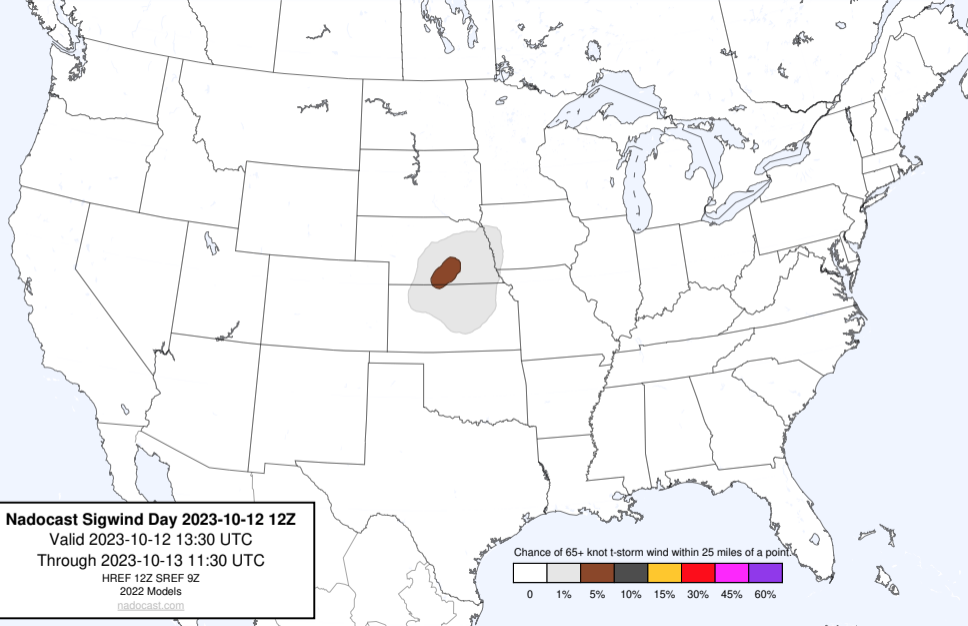 Nadocast Sigwind Day 2023-10-12 12Z
Valid 2023-10-12 13:30 UTC
Through 2023-10-13 11:30 UTC
HREF 12Z SREF 9Z
2022 Models
nadocast.com
Chance of 65+ knot t-storm wind within 25 miles of a point.
0 1% 5% 10% 15% 30% 45% 60%